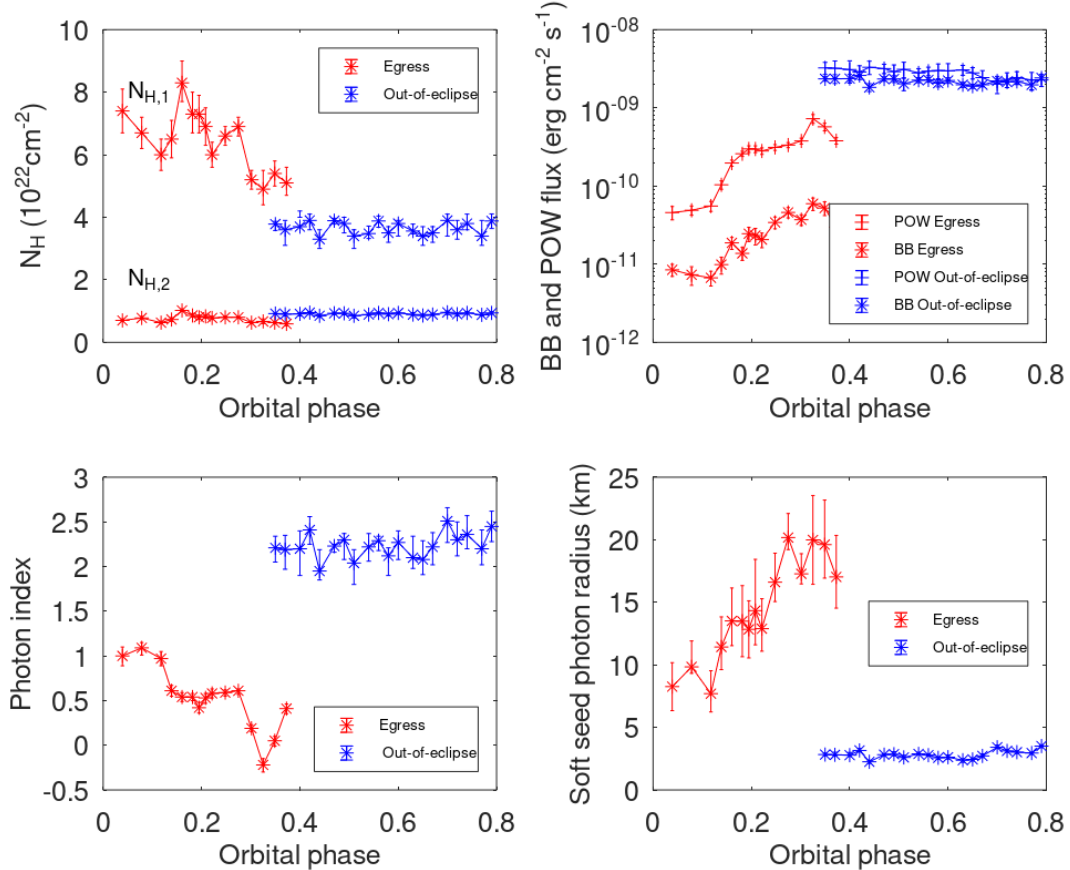 N_H (10^22 cm^-2)
10
8
6
4
2
0
N_H,1
N_H,2
Egress
Out-of-eclipse
0 0.2 0.4 0.6 0.8
Orbital phase
BB and POW flux (erg cm^-2 s^-1)
10^-08
10^-09
10^-10
10^-11
10^-12
POW Egress
BB Egress
POW Out-of-eclipse
BB Out-of-eclipse
0 0.2 0.4 0.6 0.8
Orbital phase
Photon index
3
2.5
2
1.5
1
0.5
0
-0.5
Egress
Out-of-eclipse
0 0.2 0.4 0.6 0.8
Orbital phase
Soft seed photon radius (km)
25
20
15
10
5
0
Egress
Out-of-eclipse
0 0.2 0.4 0.6 0.8
Orbital phase